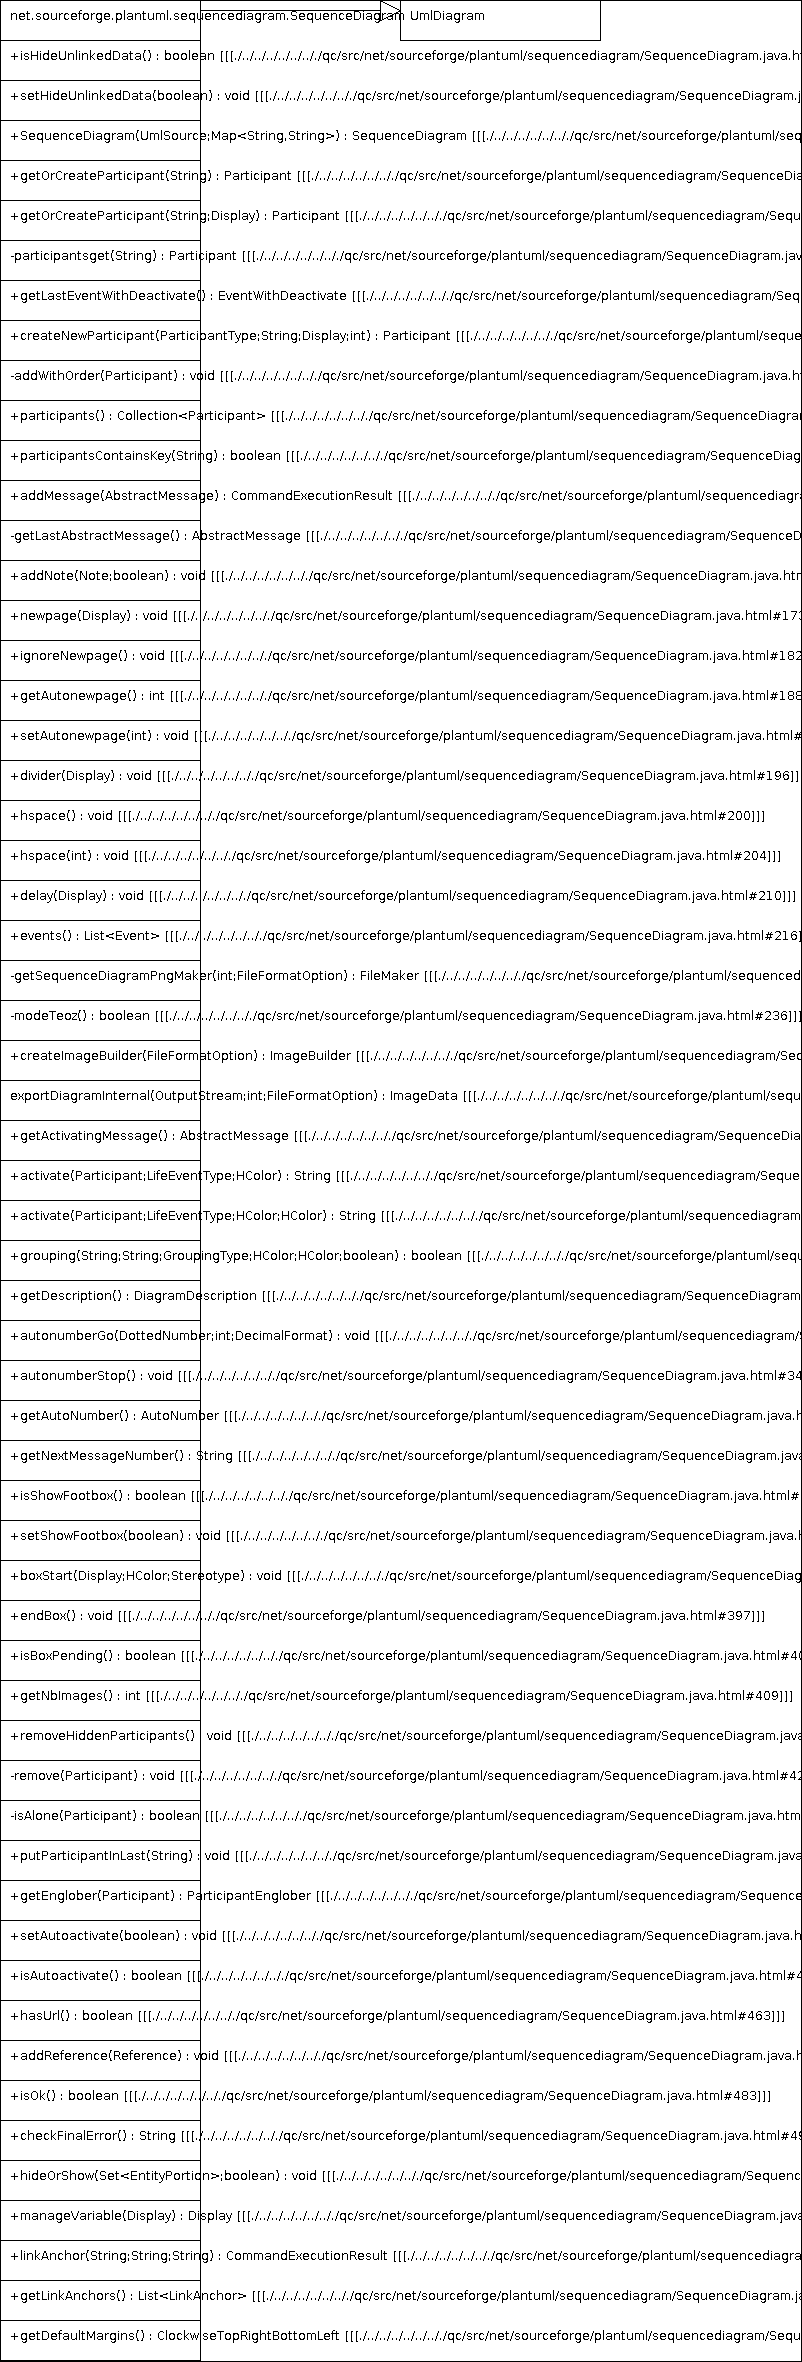 net.sourceforge.plantuml.sequencediagram.SequenceDiagram UmlDiagram
+isHideUnlinkedData() : boolean [[[./../../../../../../../qc/src/net/sourceforge/plantuml/sequencediagram/SequenceDiagram.java.h
+setHideUnlinkedData(boolean) : void [[[./../../../../../../../qc/src/net/sourceforge/plantuml/sequencediagram/SequenceDiagram.j
+SequenceDiagram(UmlSource;Map<String,String>) : SequenceDiagram [[[./../../../../../../../qc/src/net/sourceforge/plantuml/seq
+getOrCreateParticipant(String) : Participant [[[./../../../../../../../qc/src/net/sourceforge/plantuml/sequencediagram/SequenceDia
+getOrCreateParticipant(String;Display) : Participant [[[./../../../../../../../qc/src/net/sourceforge/plantuml/sequencediagram/Sequ
-participantsget(String) : Participant [[[./../../../../../../../qc/src/net/sourceforge/plantuml/sequencediagram/SequenceDiagram.jav
+getLastEventWithDeactivate() : EventWithDeactivate [[[./../../../../../../../qc/src/net/sourceforge/plantuml/sequencediagram/Seq
+createNewParticipant(ParticipantType;String;Display;int) : Participant [[[./../../../../../../../qc/src/net/sourceforge/plantuml/seque
-addWithOrder(Participant) : void [[[./../../../../../../../qc/src/net/sourceforge/plantuml/sequencediagram/SequenceDiagram.java.h
+participants() : Collection<Participant> [[[./../../../../../../../qc/src/net/sourceforge/plantuml/sequencediagram/SequenceDiagra
+participantsContainsKey(String) : boolean [[[./../../../../../../../qc/src/net/sourceforge/plantuml/sequencediagram/SequenceDiag
+addMessage(AbstractMessage) : CommandExecutionResult [[[./../../../../../../../qc/src/net/sourceforge/plantuml/sequencediagr
-getLastAbstractMessage() : AbstractMessage [[[./../../../../../../../qc/src/net/sourceforge/plantuml/sequencediagram/SequenceD
+addNote(Note;boolean) : void [[[./../../../../../../../qc/src/net/sourceforge/plantuml/sequencediagram/SequenceDiagram.java.htm
+newpage(Display) : void [[[./../../../../../../../qc/src/net/sourceforge/plantuml/sequencediagram/SequenceDiagram.java.html#173
+ignoreNewpage() : void [[[./../../../../../../../qc/src/net/sourceforge/plantuml/sequencediagram/SequenceDiagram.java.html#182
+getAutonewpage() : int [[[./../../../../../../../qc/src/net/sourceforge/plantuml/sequencediagram/SequenceDiagram.java.html#188
+setAutonewpage(int) : void [[[./../../../../../../../qc/src/net/sourceforge/plantuml/sequencediagram/SequenceDiagram.java.html#
+divider(Display) : void [[[./../../../../../../../qc/src/net/sourceforge/plantuml/sequencediagram/SequenceDiagram.java.html#196]]
+hspace() : void [[[./../../../../../../../qc/src/net/sourceforge/plantuml/sequencediagram/SequenceDiagram.java.html#200]]]
+hspace(int) : void [[[./../../../../../../../qc/src/net/sourceforge/plantuml/sequencediagram/SequenceDiagram.java.html#204]]]
+delay(Display) : void [[[./../../../../../../../qc/src/net/sourceforge/plantuml/sequencediagram/SequenceDiagram.java.html#210]]]
+events() : List<Event> [[[./../../../../../../../qc/src/net/sourceforge/plantuml/sequencediagram/SequenceDiagram.java.html#216]
-getSequenceDiagramPngMaker(int;FileFormatOption) : FileMaker [[[./../../../../../../../qc/src/net/sourceforge/plantuml/sequenced
-modeTeoz() : boolean [[[./../../../../../../../qc/src/net/sourceforge/plantuml/sequencediagram/SequenceDiagram.java.html#236]]]
+createImageBuilder(FileFormatOption) : ImageBuilder [[[./../../../../../../../qc/src/net/sourceforge/plantuml/sequencediagram/Seq
exportDiagramInternal(OutputStream;int;FileFormatOption) : ImageData [[[./../../../../../../../qc/src/net/sourceforge/plantuml/sequ
+getActivatingMessage() : AbstractMessage [[[./../../../../../../../qc/src/net/sourceforge/plantuml/sequencediagram/SequenceDia
+activate(Participant;LifeEventType;HColor) : String [[[./../../../../../../../qc/src/net/sourceforge/plantuml/sequencediagram/Seque
+activate(Participant;LifeEventType;HColor;HColor) : String [[[./../../../../../../../qc/src/net/sourceforge/plantuml/sequencediagram
+grouping(String;String;GroupingType;HColor;HColor;boolean) : boolean [[[./../../../../../../../qc/src/net/sourceforge/plantuml/sequ
+getDescription() : DiagramDescription [[[./../../../../../../../qc/src/net/sourceforge/plantuml/sequencediagram/SequenceDiagram
+autonumberGo(DottedNumber;int;DecimalFormat) : void [[[./../../../../../../../qc/src/net/sourceforge/plantuml/sequencediagram/S
+autonumberStop() : void [[[./../../../../../../../qc/src/net/sourceforge/plantuml/sequencediagram/SequenceDiagram.java.html#34
+getAutoNumber() : AutoNumber [[[./../../../../../../../qc/src/net/sourceforge/plantuml/sequencediagram/SequenceDiagram.java.h
+getNextMessageNumber() : String [[[./../../../../../../../qc/src/net/sourceforge/plantuml/sequencediagram/SequenceDiagram.java
+isShowFootbox() : boolean [[[./../../../../../../../qc/src/net/sourceforge/plantuml/sequencediagram/SequenceDiagram.java.html#
+setShowFootbox(boolean) : void [[[./../../../../../../../qc/src/net/sourceforge/plantuml/sequencediagram/SequenceDiagram.java.h
+boxStart(Display;HColor;Stereotype) : void [[[./../../../../../../../qc/src/net/sourceforge/plantuml/sequencediagram/SequenceDiag
+endBox() : void [[[./../../../../../../../qc/src/net/sourceforge/plantuml/sequencediagram/SequenceDiagram.java.html#397]]]
+isBoxPending() : boolean [[[./../../../../../../../qc/src/net/sourceforge/plantuml/sequencediagram/SequenceDiagram.java.html#40
+getNbImages() : int [[[./../../../../../../../qc/src/net/sourceforge/plantuml/sequencediagram/SequenceDiagram.java.html#409]]]
+removeHiddenParticipants() : void [[[./../../../../../../../qc/src/net/sourceforge/plantuml/sequencediagram/SequenceDiagram.java
-remove(Participant) : void [[[./../../../../../../../qc/src/net/sourceforge/plantuml/sequencediagram/SequenceDiagram.java.html#42
-isAlone(Participant) : boolean [[[./../../../../../../../qc/src/net/sourceforge/plantuml/sequencediagram/SequenceDiagram.java.htm
+putParticipantInLast(String) : void [[[./../../../../../../../qc/src/net/sourceforge/plantuml/sequencediagram/SequenceDiagram.java
+getEnglober(Participant) : ParticipantEnglober [[[./../../../../../../../qc/src/net/sourceforge/plantuml/sequencediagram/Sequence
+setAutoactivate(boolean) : void [[[./../../../../../../../qc/src/net/sourceforge/plantuml/sequencediagram/SequenceDiagram.java.h
+isAutoactivate() : boolean [[[./../../../../../../../qc/src/net/sourceforge/plantuml/sequencediagram/SequenceDiagram.java.html#4
+hasUrl() : boolean [[[./../../../../../../../qc/src/net/sourceforge/plantuml/sequencediagram/SequenceDiagram.java.html#463]]]
+addReference(Reference) : void [[[./../../../../../../../qc/src/net/sourceforge/plantuml/sequencediagram/SequenceDiagram.java.h
+isOk() : boolean [[[./../../../../../../../qc/src/net/sourceforge/plantuml/sequencediagram/SequenceDiagram.java.html#483]]]
+checkFinalError() : String [[[./../../../../../../../qc/src/net/sourceforge/plantuml/sequencediagram/SequenceDiagram.java.html#49
+hideOrShow(Set<EntityPortion>;boolean) : void [[[./../../../../../../../qc/src/net/sourceforge/plantuml/sequencediagram/Sequenc
+manageVariable(Display) : Display [[[./../../../../../../../qc/src/net/sourceforge/plantuml/sequencediagram/SequenceDiagram.java
+linkAnchor(String;String;String) : CommandExecutionResult [[[./../../../../../../../qc/src/net/sourceforge/plantuml/sequencediagra
+getLinkAnchors() : List<LinkAnchor> [[[./../../../../../../../qc/src/net/sourceforge/plantuml/sequencediagram/SequenceDiagram.ja
+getDefaultMargins() : ClockwiseTopRightBottomLeft [[[./../../../../../../../qc/src/net/sourceforge/plantuml/sequencediagram/Sequ